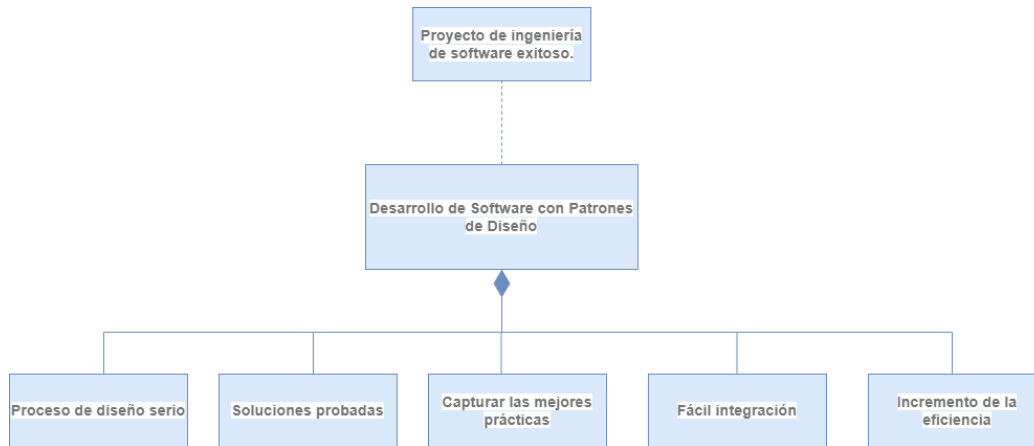 Proyecto de ingeniería
de software exitoso.
Desarrollo de Software con Patrones
de Diseño
Proceso de diseño serio
Soluciones probadas
Capturar las mejores
prácticas
Fácil integración
Incremento de la
eficiencia